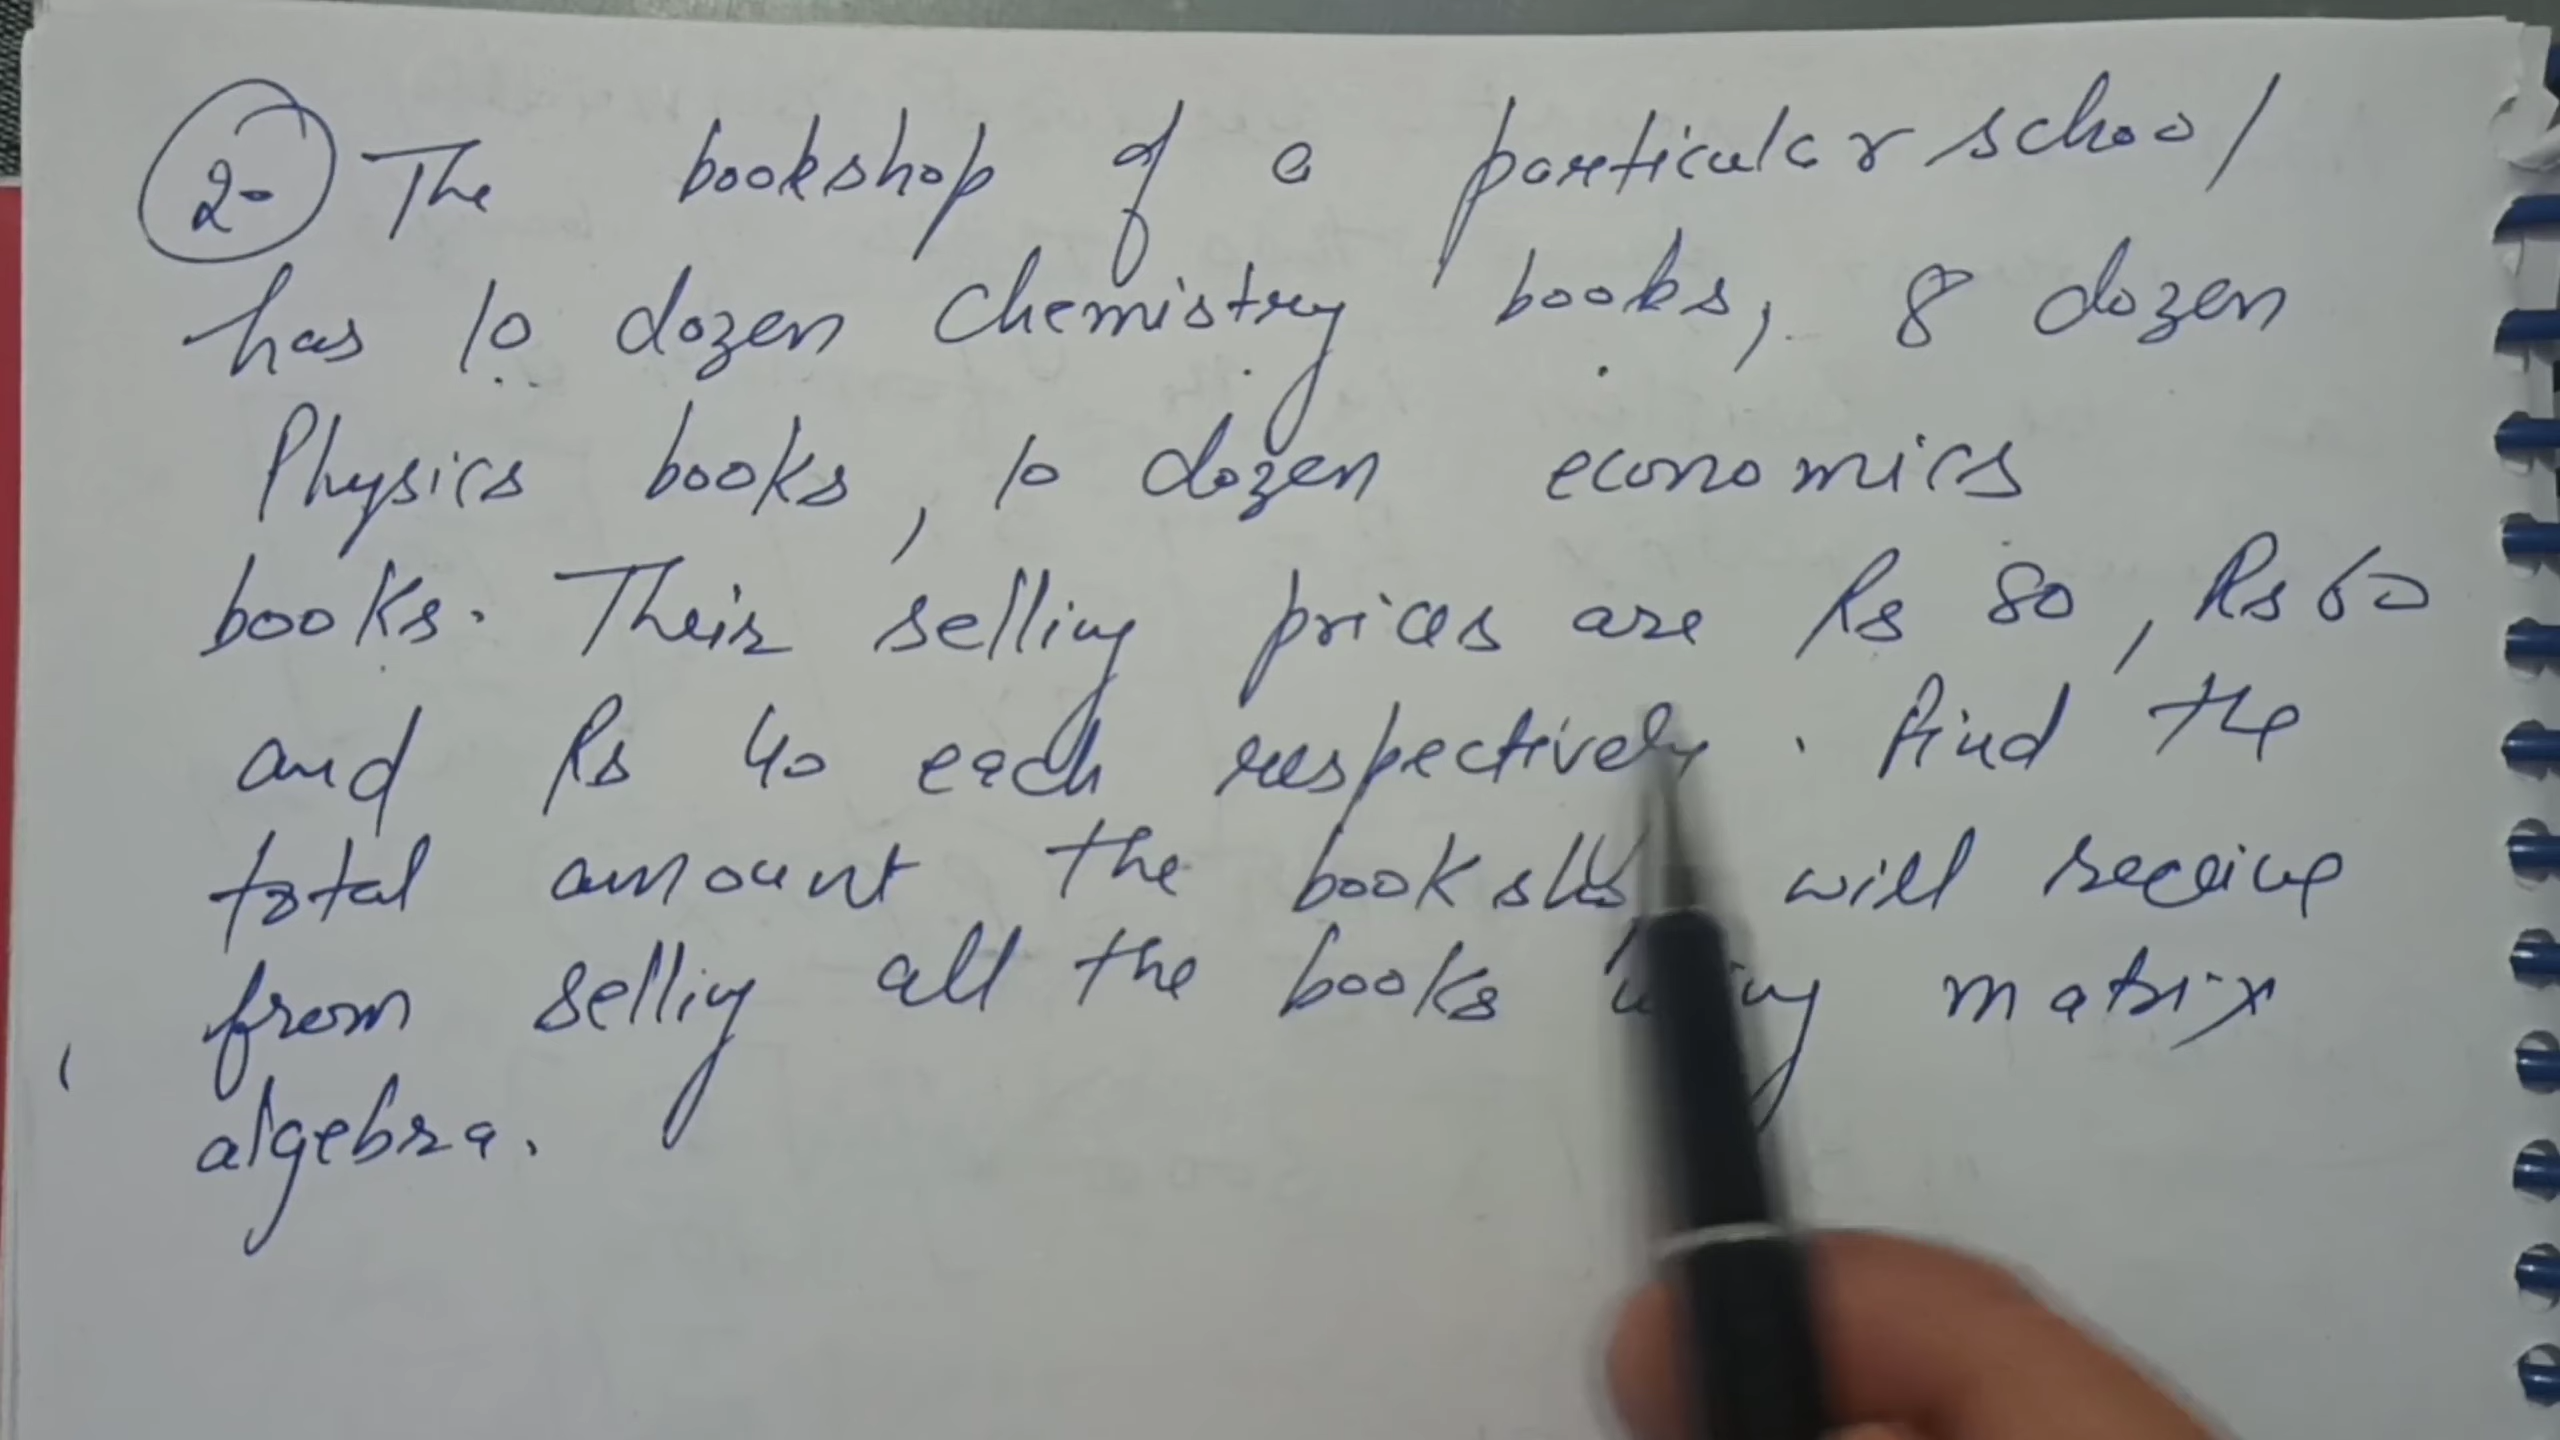 2- The bookshop of a particular school
has 10 dozen chemistry books, 8 dozen
Physics books, 10 dozen economics
books. Their selling prices are Rs 80, Rs 60
and Rs 40 each respectively. Find the
total amount the will receive
from selling all the books matrix
algebra.